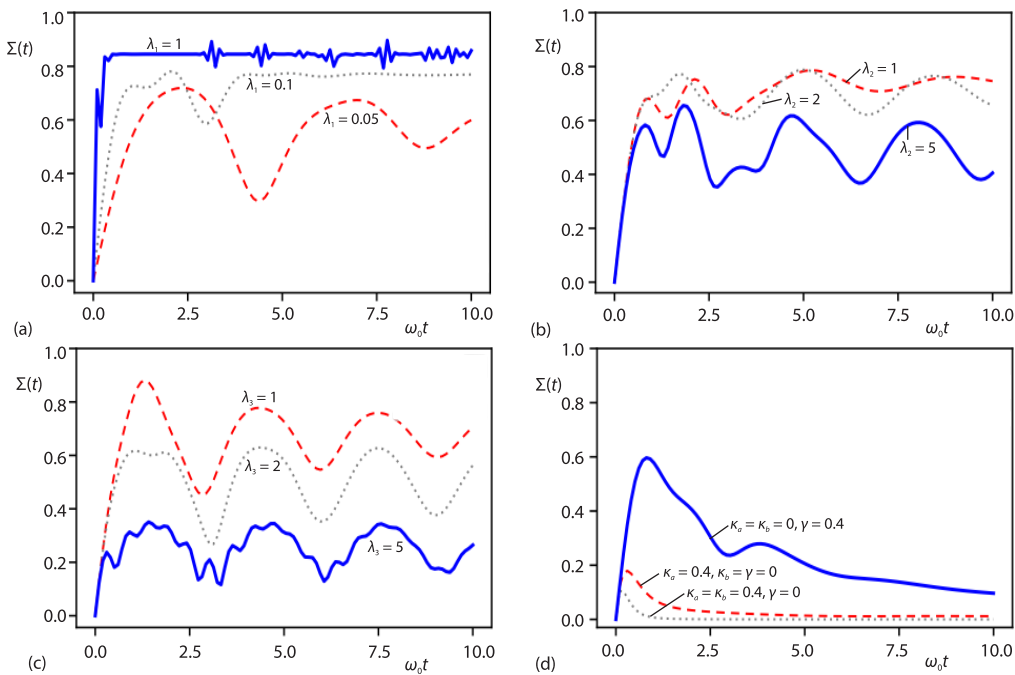 1.0
Σ(t)
0.8
0.6
0.4
0.2
0.0
λ₁ = 1
λ₁ = 0.1
λ₁ = 0.05
0.0 2.5 5.0 7.5 10.0
(a) ω₀t
1.0
Σ(t)
0.8
0.6
0.4
0.2
0.0
λ₂ = 1
λ₂ = 2
λ₂ = 5
0.0 2.5 5.0 7.5 10.0
(b) ω₀t
1.0
Σ(t)
0.8
0.6
0.4
0.2
0.0
λ₃ = 1
λ₃ = 2
λ₃ = 5
0.0 2.5 5.0 7.5 10.0
(c) ω₀t
1.0
Σ(t)
0.8
0.6
0.4
0.2
0.0
κₐ = κ_b = 0, γ = 0.4
κₐ = 0.4, κ_b = γ = 0
κₐ = κ_b = 0.4, γ = 0
0.0 2.5 5.0 7.5 10.0
(d) ω₀t